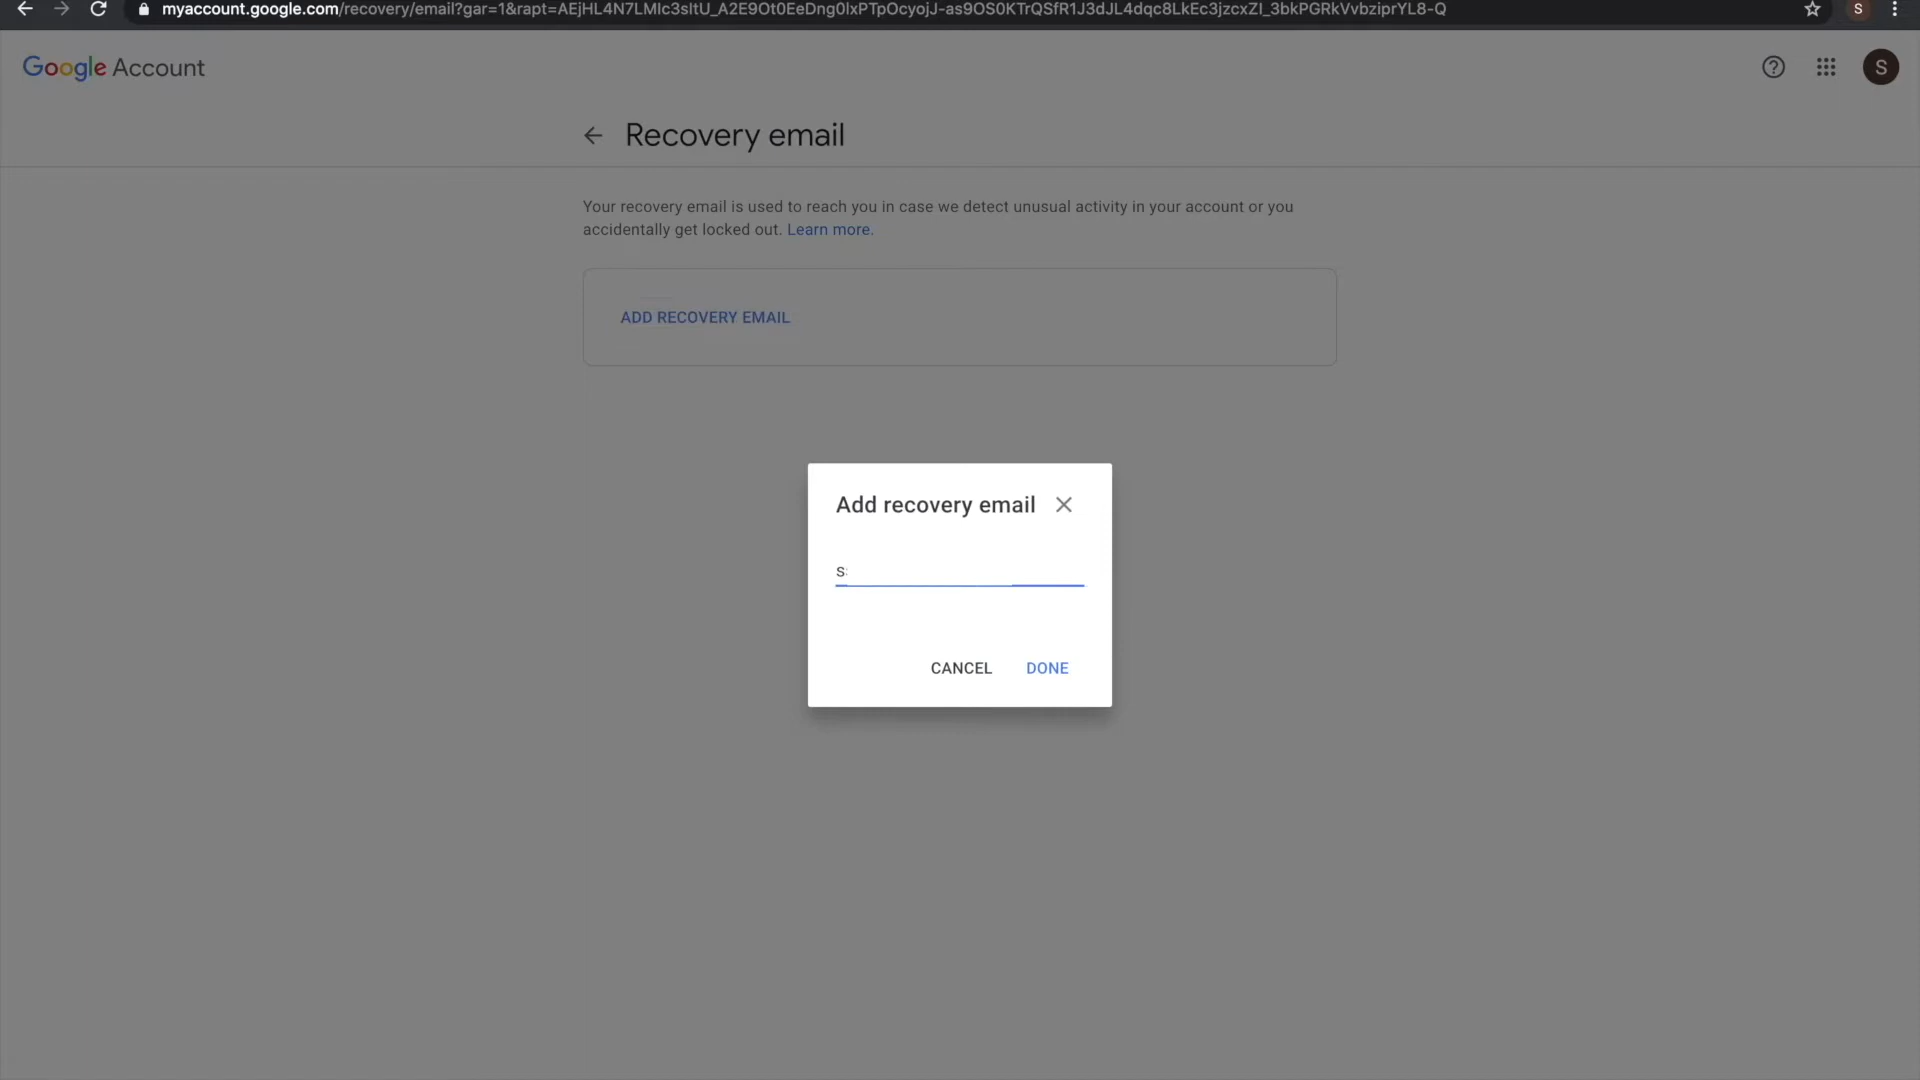 myaccount.google.com/recovery/email?gar=1&rapt=AEjHL4N7LMIc3sltU_A2E9Ot0EeDng0lxPTpOcyojJ-as9OS0KTrQSfR1J3dJL4dqc8LkEc3jzcxZI_3bkPGRkVvbziprYL8-Q
S
Google Account
S
Recovery email
Your recovery email is used to reach you in case we detect unusual activity in your account or you
accidentally get locked out. Learn more.
ADD RECOVERY EMAIL
Add recovery email
s
CANCEL DONE